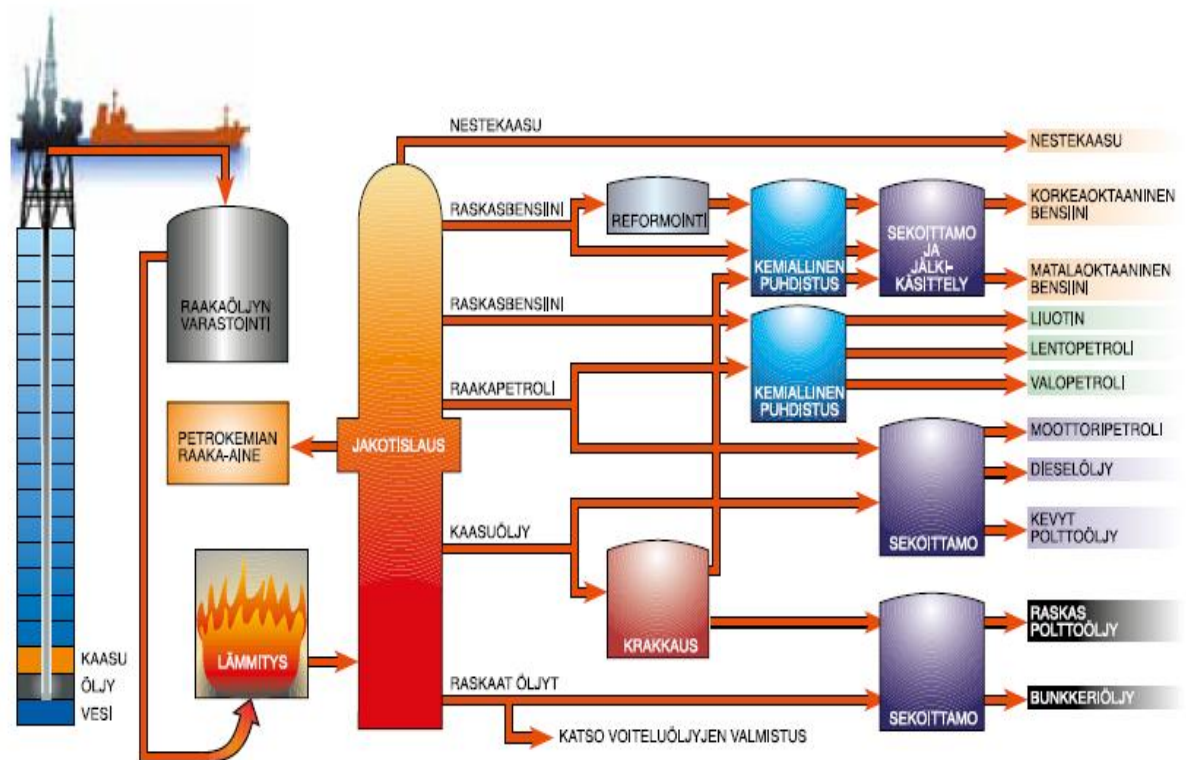 NESTEKAASU
NESTEKAASU
RASKASBENSIINI
REFORMOINTI
KEMIALLINEN
PUHDISTUS
SEKOITTAMO
JA
JÄLKI-
KÄSITTELY
KORKEAOKTAANINEN
BENSIINI
MATALAOKTAANINEN
BENSIINI
RAAKAÖLJYN
VARASTOINTI
RASKASBENSIINI
KEMIALLINEN
PUHDISTUS
LIUOTIN
LENTOPETROLI
VALOPETROLI
RAAKAPETROLI
PETROKEMIAN
RAAKA-AINE
JAKOTISLAUS
SEKOITTAMO
MOOTTORIPETROLI
DIESELÖLJY
KEVYT
POLTTOÖLJY
KAASUÖLJY
KRAKKAUS
LÄMMITYS
KAASU
ÖLJY
VESI
RASKAAT ÖLJYT
SEKOITTAMO
RASKAS
POLTTOÖLJY
BUNKKERIÖLJY
KATSO VOITELUÖLJYJEN VALMISTUS